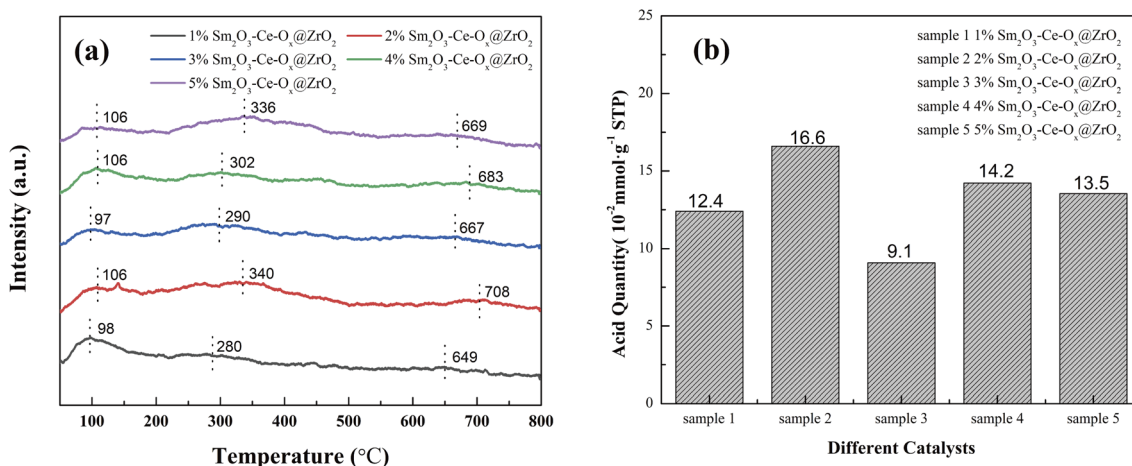 (a)
1% Sm₂O₃-Ce-Oₓ@ZrO₂ 2% Sm₂O₃-Ce-Oₓ@ZrO₂
3% Sm₂O₃-Ce-Oₓ@ZrO₂ 4% Sm₂O₃-Ce-Oₓ@ZrO₂
5% Sm₂O₃-Ce-Oₓ@ZrO₂
106 336 669
106 302 683
97 290 667
106 340 708
98 280 649
100 200 300 400 500 600 700 800
Temperature (°C)
Intensity (a.u.)
(b)
sample 1 1% Sm₂O₃-Ce-Oₓ@ZrO₂
sample 2 2% Sm₂O₃-Ce-Oₓ@ZrO₂
sample 3 3% Sm₂O₃-Ce-Oₓ@ZrO₂
sample 4 4% Sm₂O₃-Ce-Oₓ@ZrO₂
sample 5 5% Sm₂O₃-Ce-Oₓ@ZrO₂
25
20
15
10
5
0
12.4 16.6 9.1 14.2 13.5
sample 1 sample 2 sample 3 sample 4 sample 5
Different Catalysts
Acid Quantity( 10⁻² mmol·g⁻¹ STP)